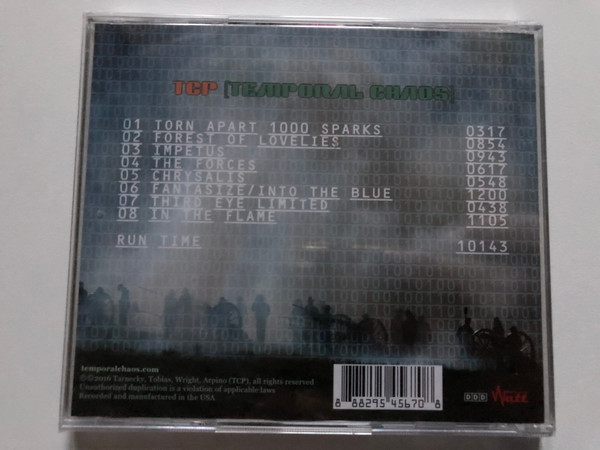 TCP [TEMPORAL CHAOS]
01 TORN APART 1000 SPARKS 0317
02 FOREST OF LOVELIES 0854
03 IMPETUS 0943
04 THE FORCES 0617
05 CHRYSALIS 0548
06 FANTASIZE/INTO THE BLUE 1200
07 THIRD EYE LIMITED 0438
08 IN THE FLAME 1105
RUN TIME 10143
temporalchaos.com
℗©2016 Tarnecky, Tobias, Wright, Arpino (TCP), all rights reserved
Unauthorized duplication is a violation of applicable laws
Recorded and manufactured in the USA
8 88295 45670 8
DDD